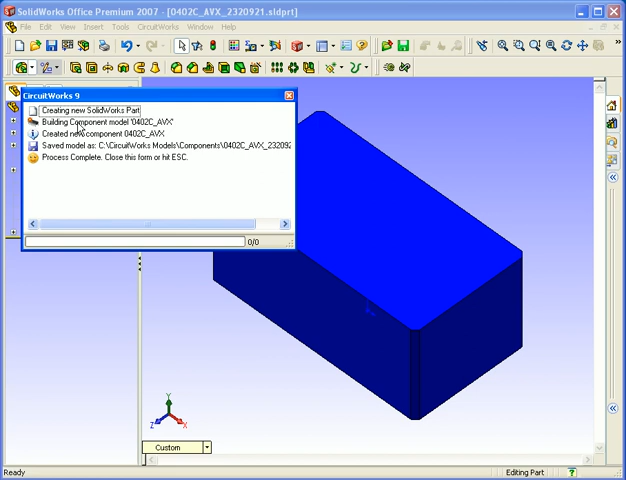 SolidWorks Office Premium 2007 - [0402C_AVX_2320921.sldprt]
File Edit View Insert Tools CircuitWorks Window Help
CircuitWorks 9
Creating new SolidWorks Part
Building Component model '0402C_AVX'
Created new component 0402C_AVX
Saved model as: C:\CircuitWorks Models\Components\0402C_AVX_23209
Process Complete. Close this form or hit ESC.
0/0
Y
Z
X
Custom
Ready
Editing Part